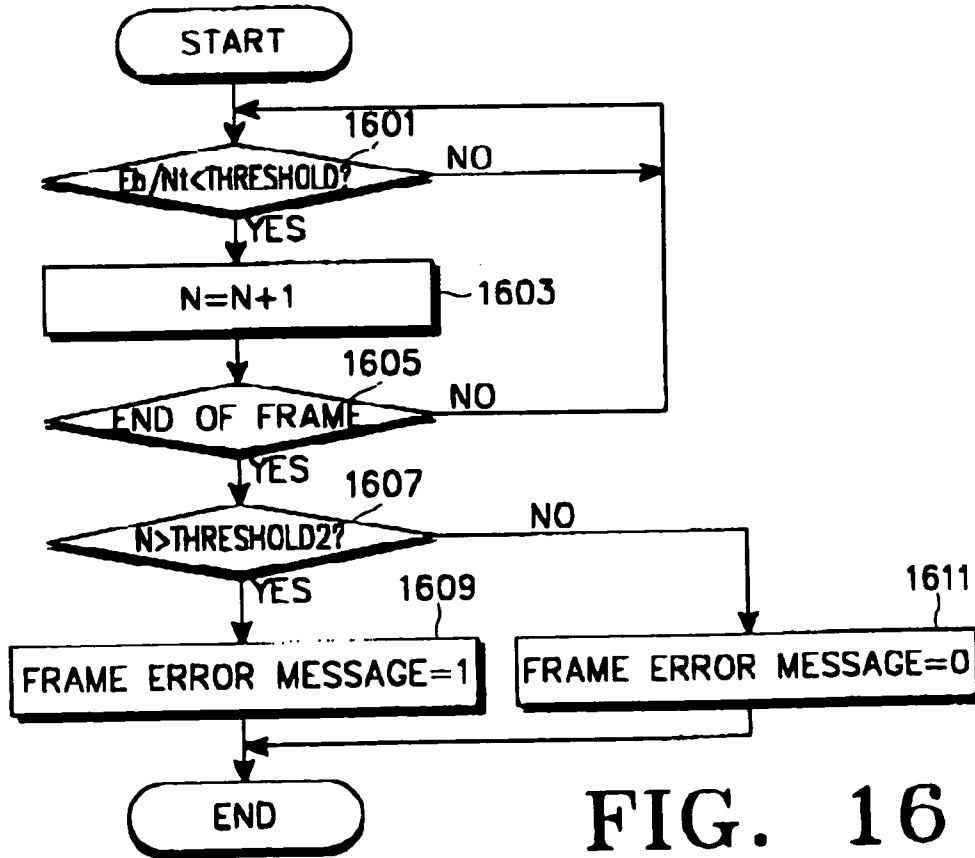 START
1601
Eb/Nt<THRESHOLD?
NO
YES
N=N+1
1603
1605
END OF FRAME
NO
YES
1607
N>THRESHOLD2?
NO
YES
1609
1611
FRAME ERROR MESSAGE=1
FRAME ERROR MESSAGE=0
END
FIG. 16